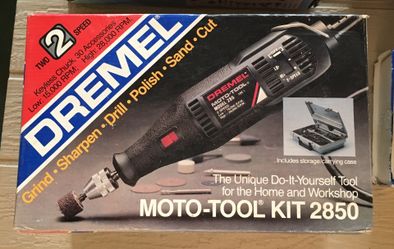 TWO 2 SPEED
Keyless Chuck, 30 Accessories
Low: 15,000 RPM High: 28,000 RPM
DREMEL
Grind · Sharpen · Drill · Polish · Sand · Cut
DREMEL
MOTO-TOOL
...includes storage/carrying case
The Unique Do-It-Yourself Tool
for the Home and Workshop
MOTO-TOOL® KIT 2850